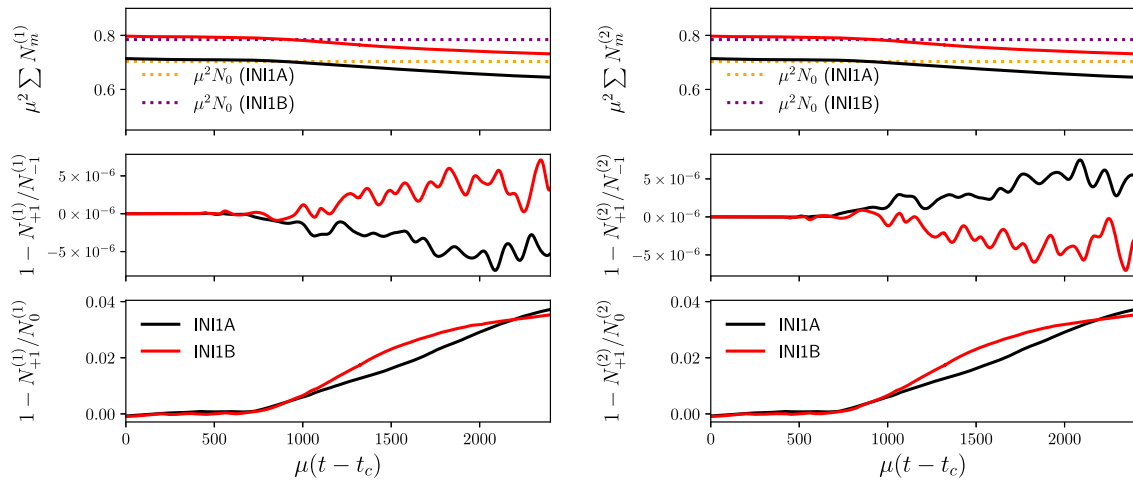 μ² ∑ N_m^(1)
0.8
0.6
μ²N₀ (INI1A)
μ²N₀ (INI1B)
1 − N_{+1}^(1)/N_{−1}^(1)
5 × 10⁻⁶
0 × 10⁻⁶
−5 × 10⁻⁶
1 − N_{+1}^(1)/N_0^(1)
0.04
0.02
0.00
INI1A
INI1B
0 500 1000 1500 2000
μ(t − t_c)
μ² ∑ N_m^(2)
0.8
0.6
μ²N₀ (INI1A)
μ²N₀ (INI1B)
1 − N_{+1}^(2)/N_{−1}^(2)
5 × 10⁻⁶
0 × 10⁻⁶
−5 × 10⁻⁶
1 − N_{+1}^(2)/N_0^(2)
0.04
0.02
0.00
INI1A
INI1B
0 500 1000 1500 2000
μ(t − t_c)